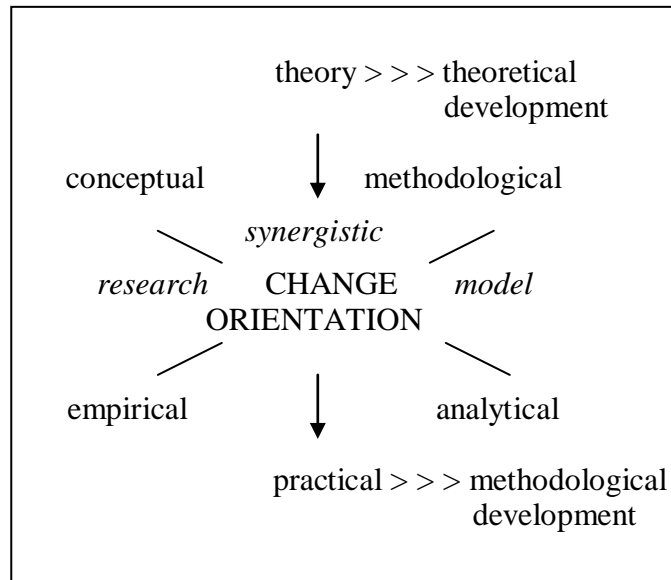 theory > > > theoretical
development
conceptual methodological
synergistic
research CHANGE model
ORIENTATION
empirical analytical
practical > > > methodological
development